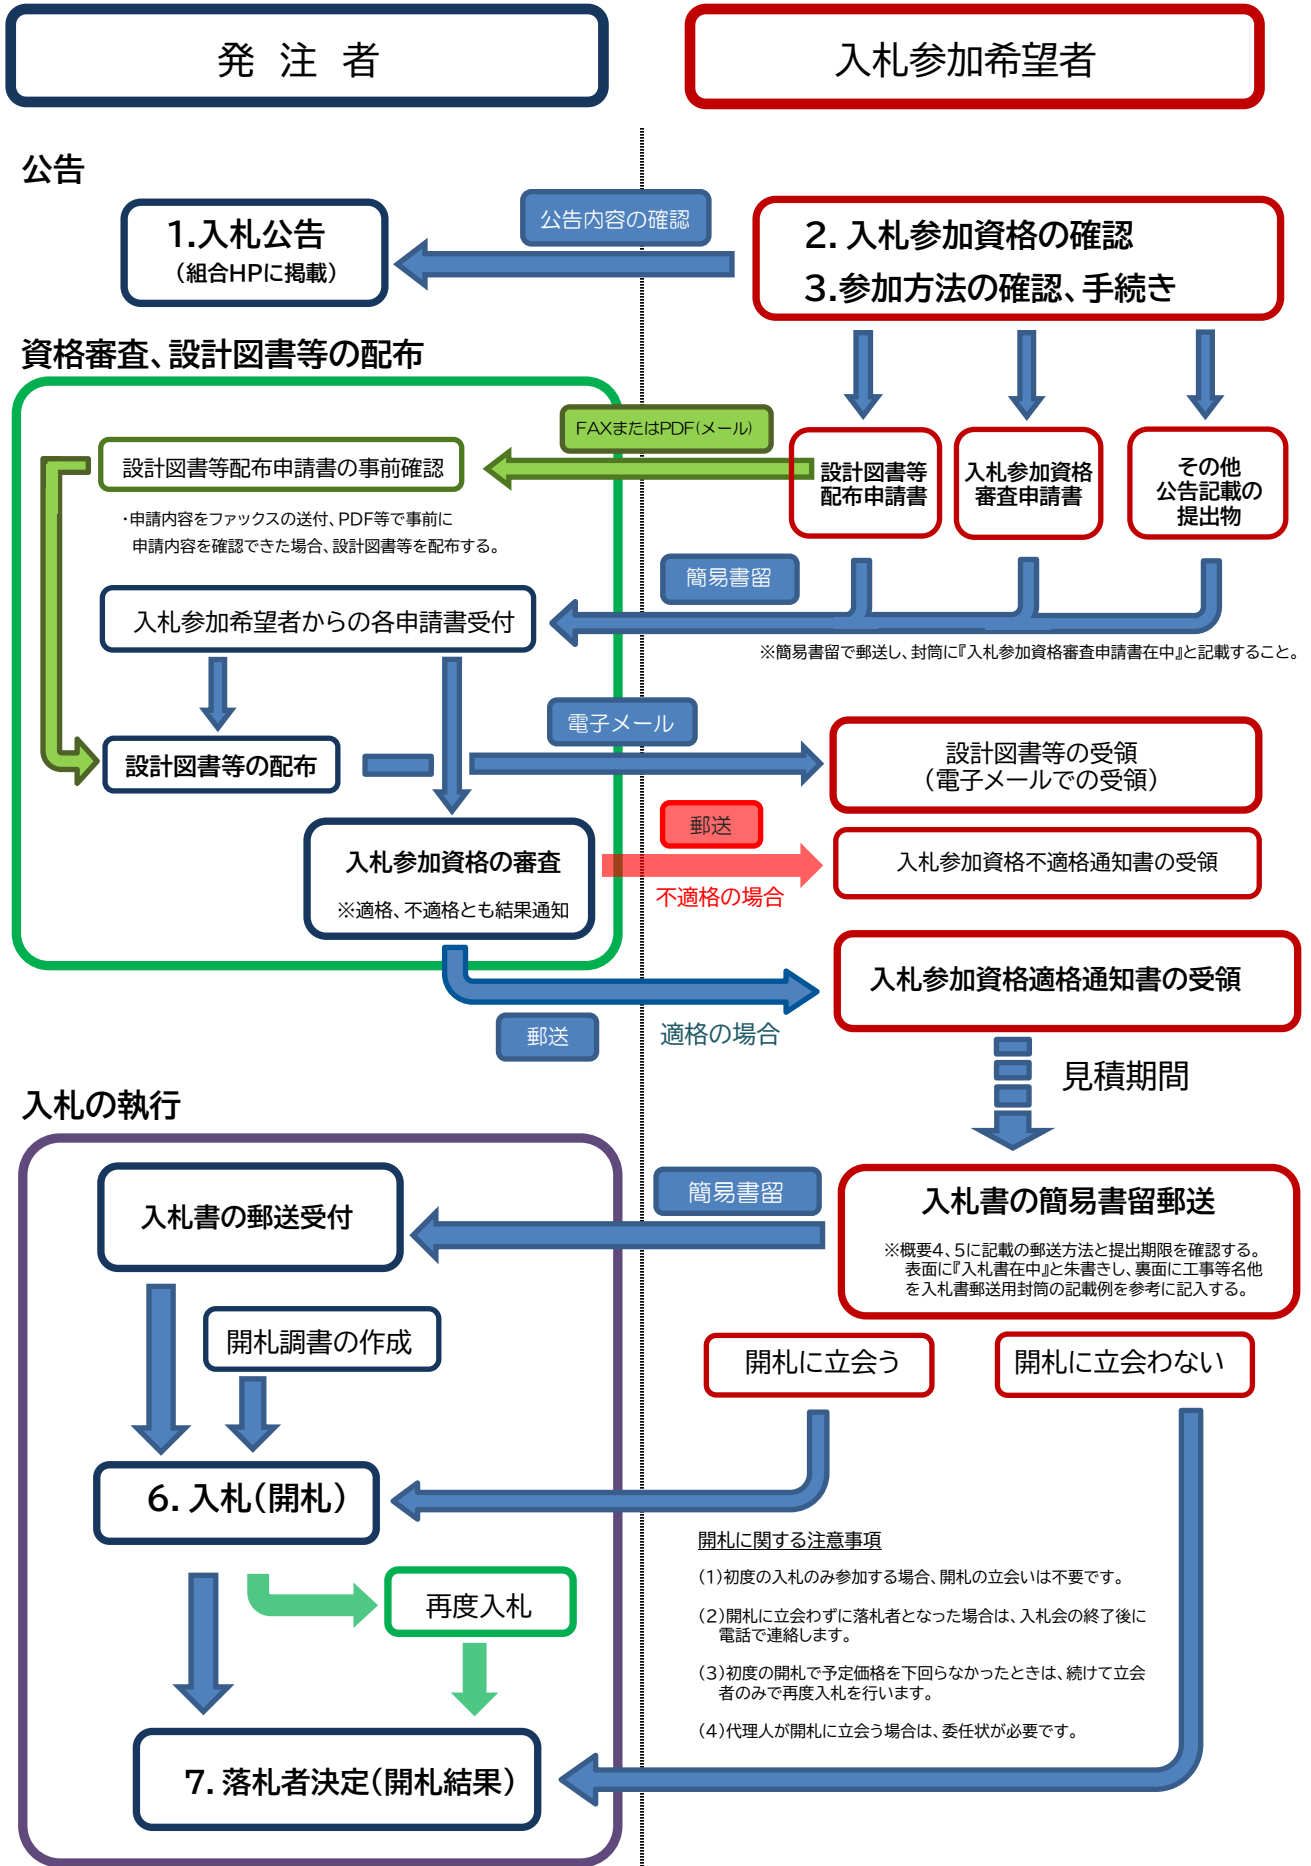 発 注 者
入札参加希望者
公告
1.入札公告
(組合HPに掲載)
公告内容の確認
2. 入札参加資格の確認
3.参加方法の確認、手続き
資格審査、設計図書等の配布
FAXまたはPDF(メール)
設計図書等配布申請書の事前確認
・申請内容をファックスの送付、PDF等で事前に
申請内容を確認できた場合、設計図書等を配布する。
設計図書等
配布申請書
入札参加資格
審査申請書
その他
公告記載の
提出物
簡易書留
入札参加希望者からの各申請書受付
※簡易書留で郵送し、封筒に『入札参加資格審査申請書在中』と記載すること。
電子メール
設計図書等の配布
設計図書等の受領
(電子メールでの受領)
郵送
不適格の場合
入札参加資格不適格通知書の受領
入札参加資格の審査
※適格、不適格とも結果通知
入札参加資格適格通知書の受領
郵送
適格の場合
見積期間
入札の執行
入札書の郵送受付
簡易書留
入札書の簡易書留郵送
※概要4、5に記載の郵送方法と提出期限を確認する。
表面に『入札書在中』と朱書きし、裏面に工事等名他
を入札書郵送用封筒の記載例を参考に記入する。
開札調書の作成
開札に立会う
開札に立会わない
6. 入札(開札)
開札に関する注意事項
(1)初度の入札のみ参加する場合、開札の立会いは不要です。
(2)開札に立会わずに落札者となった場合は、入札会の終了後に
電話で連絡します。
(3)初度の開札で予定価格を下回らなかったときは、続けて立会
者のみで再度入札を行います。
(4)代理人が開札に立会う場合は、委任状が必要です。
再度入札
7. 落札者決定(開札結果)